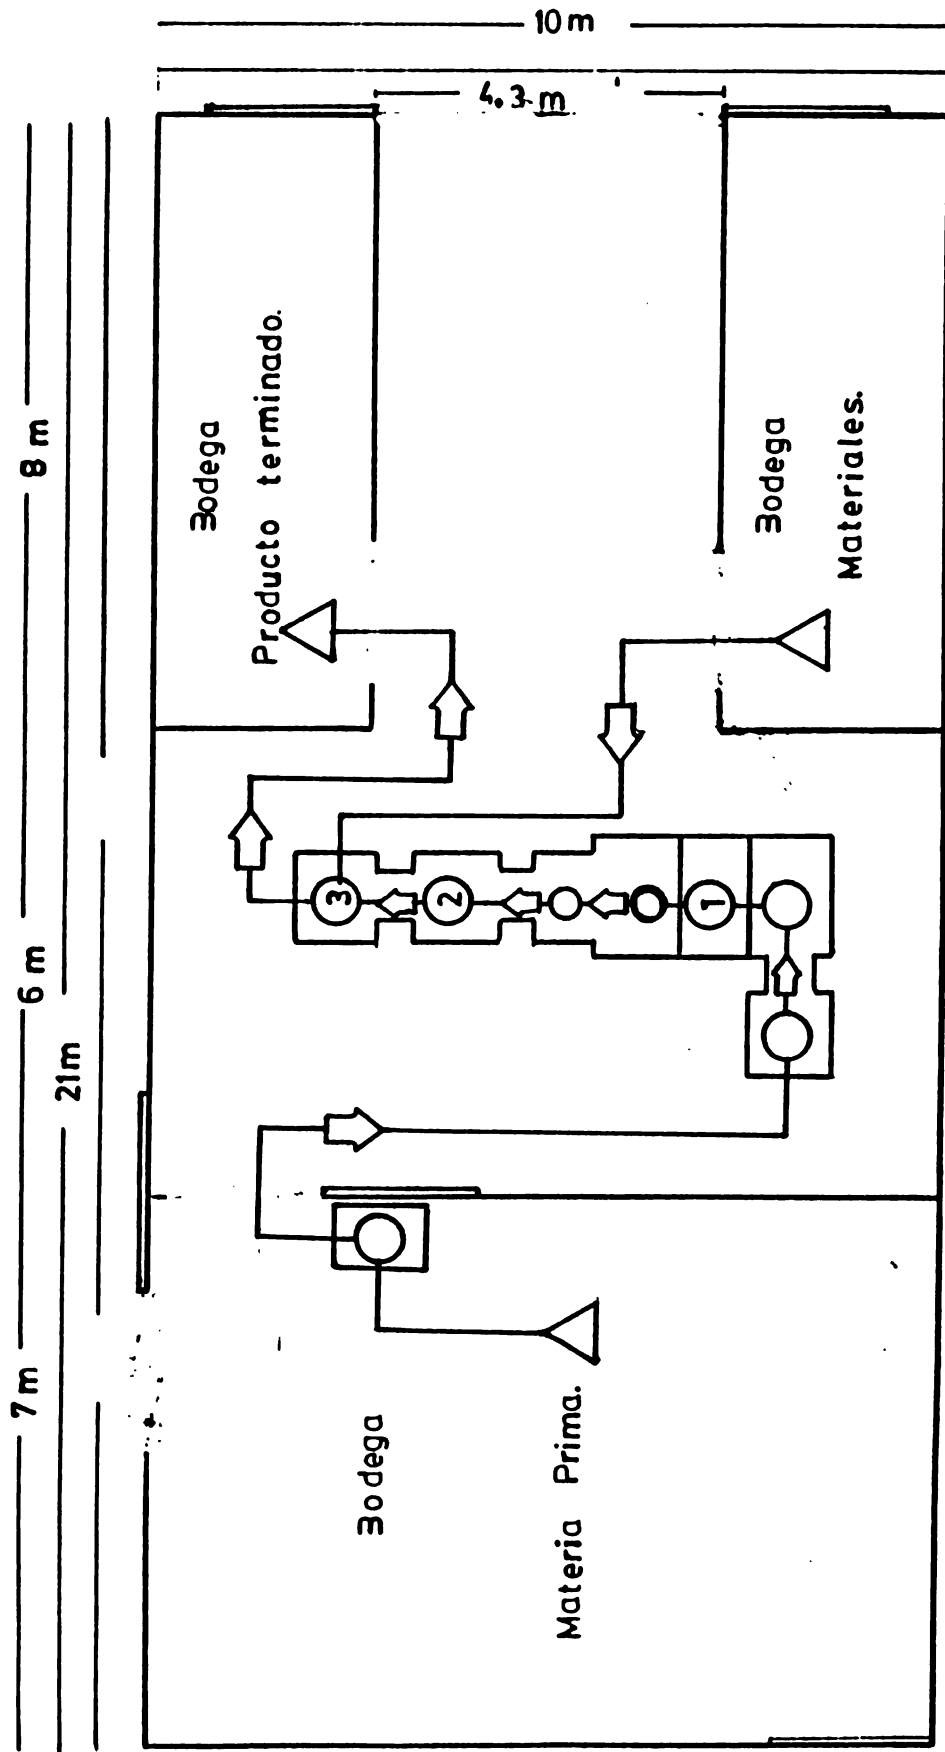 10 m
4.3 m
8 m
6 m
21m
7 m
Bodega
Producto terminado.
Bodega
Materiales.
3
2
1
Bodega
Materia Prima.